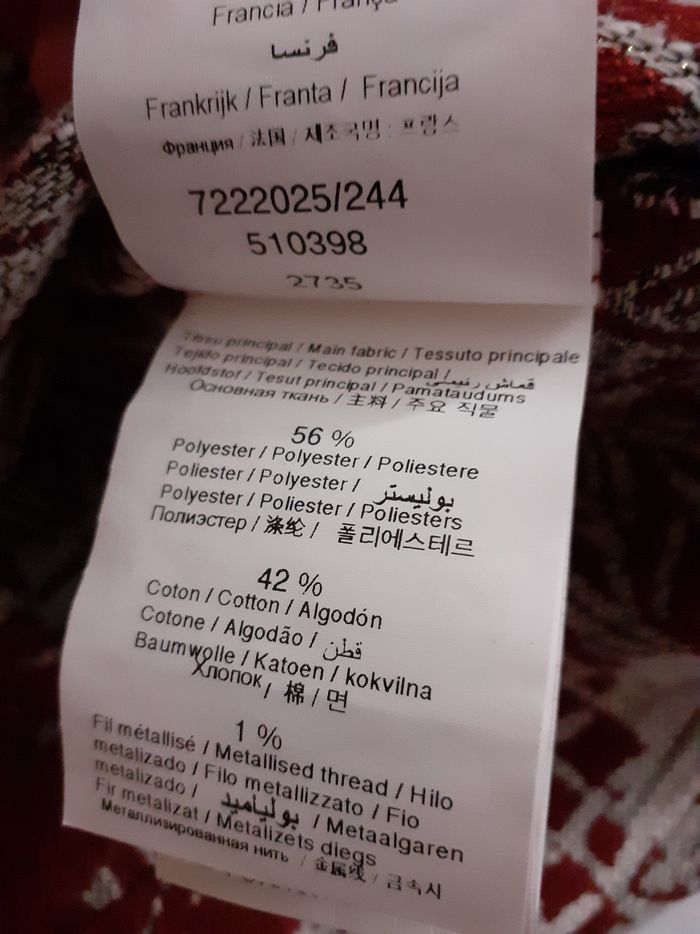 Francia / França
فرنسا
Frankrijk / Franta / Francija
Франция / 法国 / 제조국명 : 프랑스
7222025/244
510398
2735
Tissu principal / Main fabric / Tessuto principale
Tejido principal / Tecido principal / قماش رئيسي
Hoofdstof / Tesut principal / Pamataudums
Основная ткань / 主料 / 주요 직물
56 %
Polyester / Polyester / Poliestere
Poliester / Polyester / بوليستر
Polyester / Poliester / Poliesters
Полиэстер / 涤纶 / 폴리에스테르
42 %
Coton / Cotton / Algodón
Cotone / Algodão / قطن
Baumwolle / Katoen / kokvilna
Хлопок / 棉 / 면
1 %
Fil métallisé / Metallised thread / Hilo
metalizado / Filo metallizzato / Fio
metalizado / بولياميد / Metaalgaren
Fir metalizat / Metalizets diegs
Металлизированная нить / 金属线 / 금속사